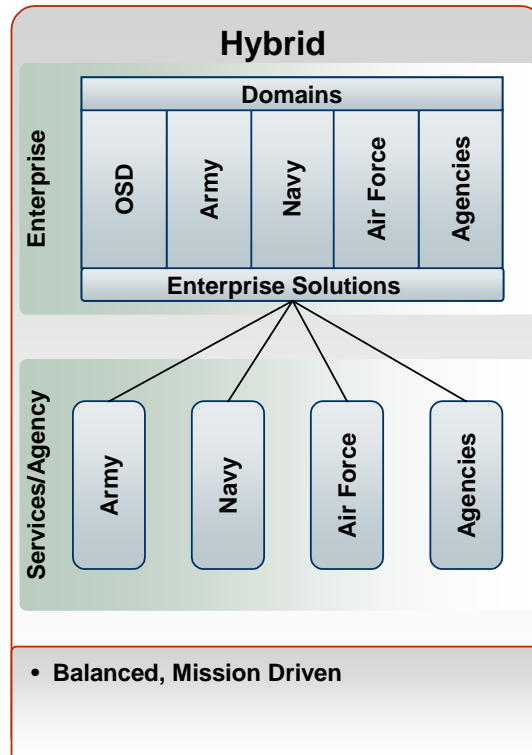 Hybrid
Enterprise
Domains
OSD
Army
Navy
Air Force
Agencies
Enterprise Solutions
Services/Agency
Army
Navy
Air Force
Agencies
• Balanced, Mission Driven